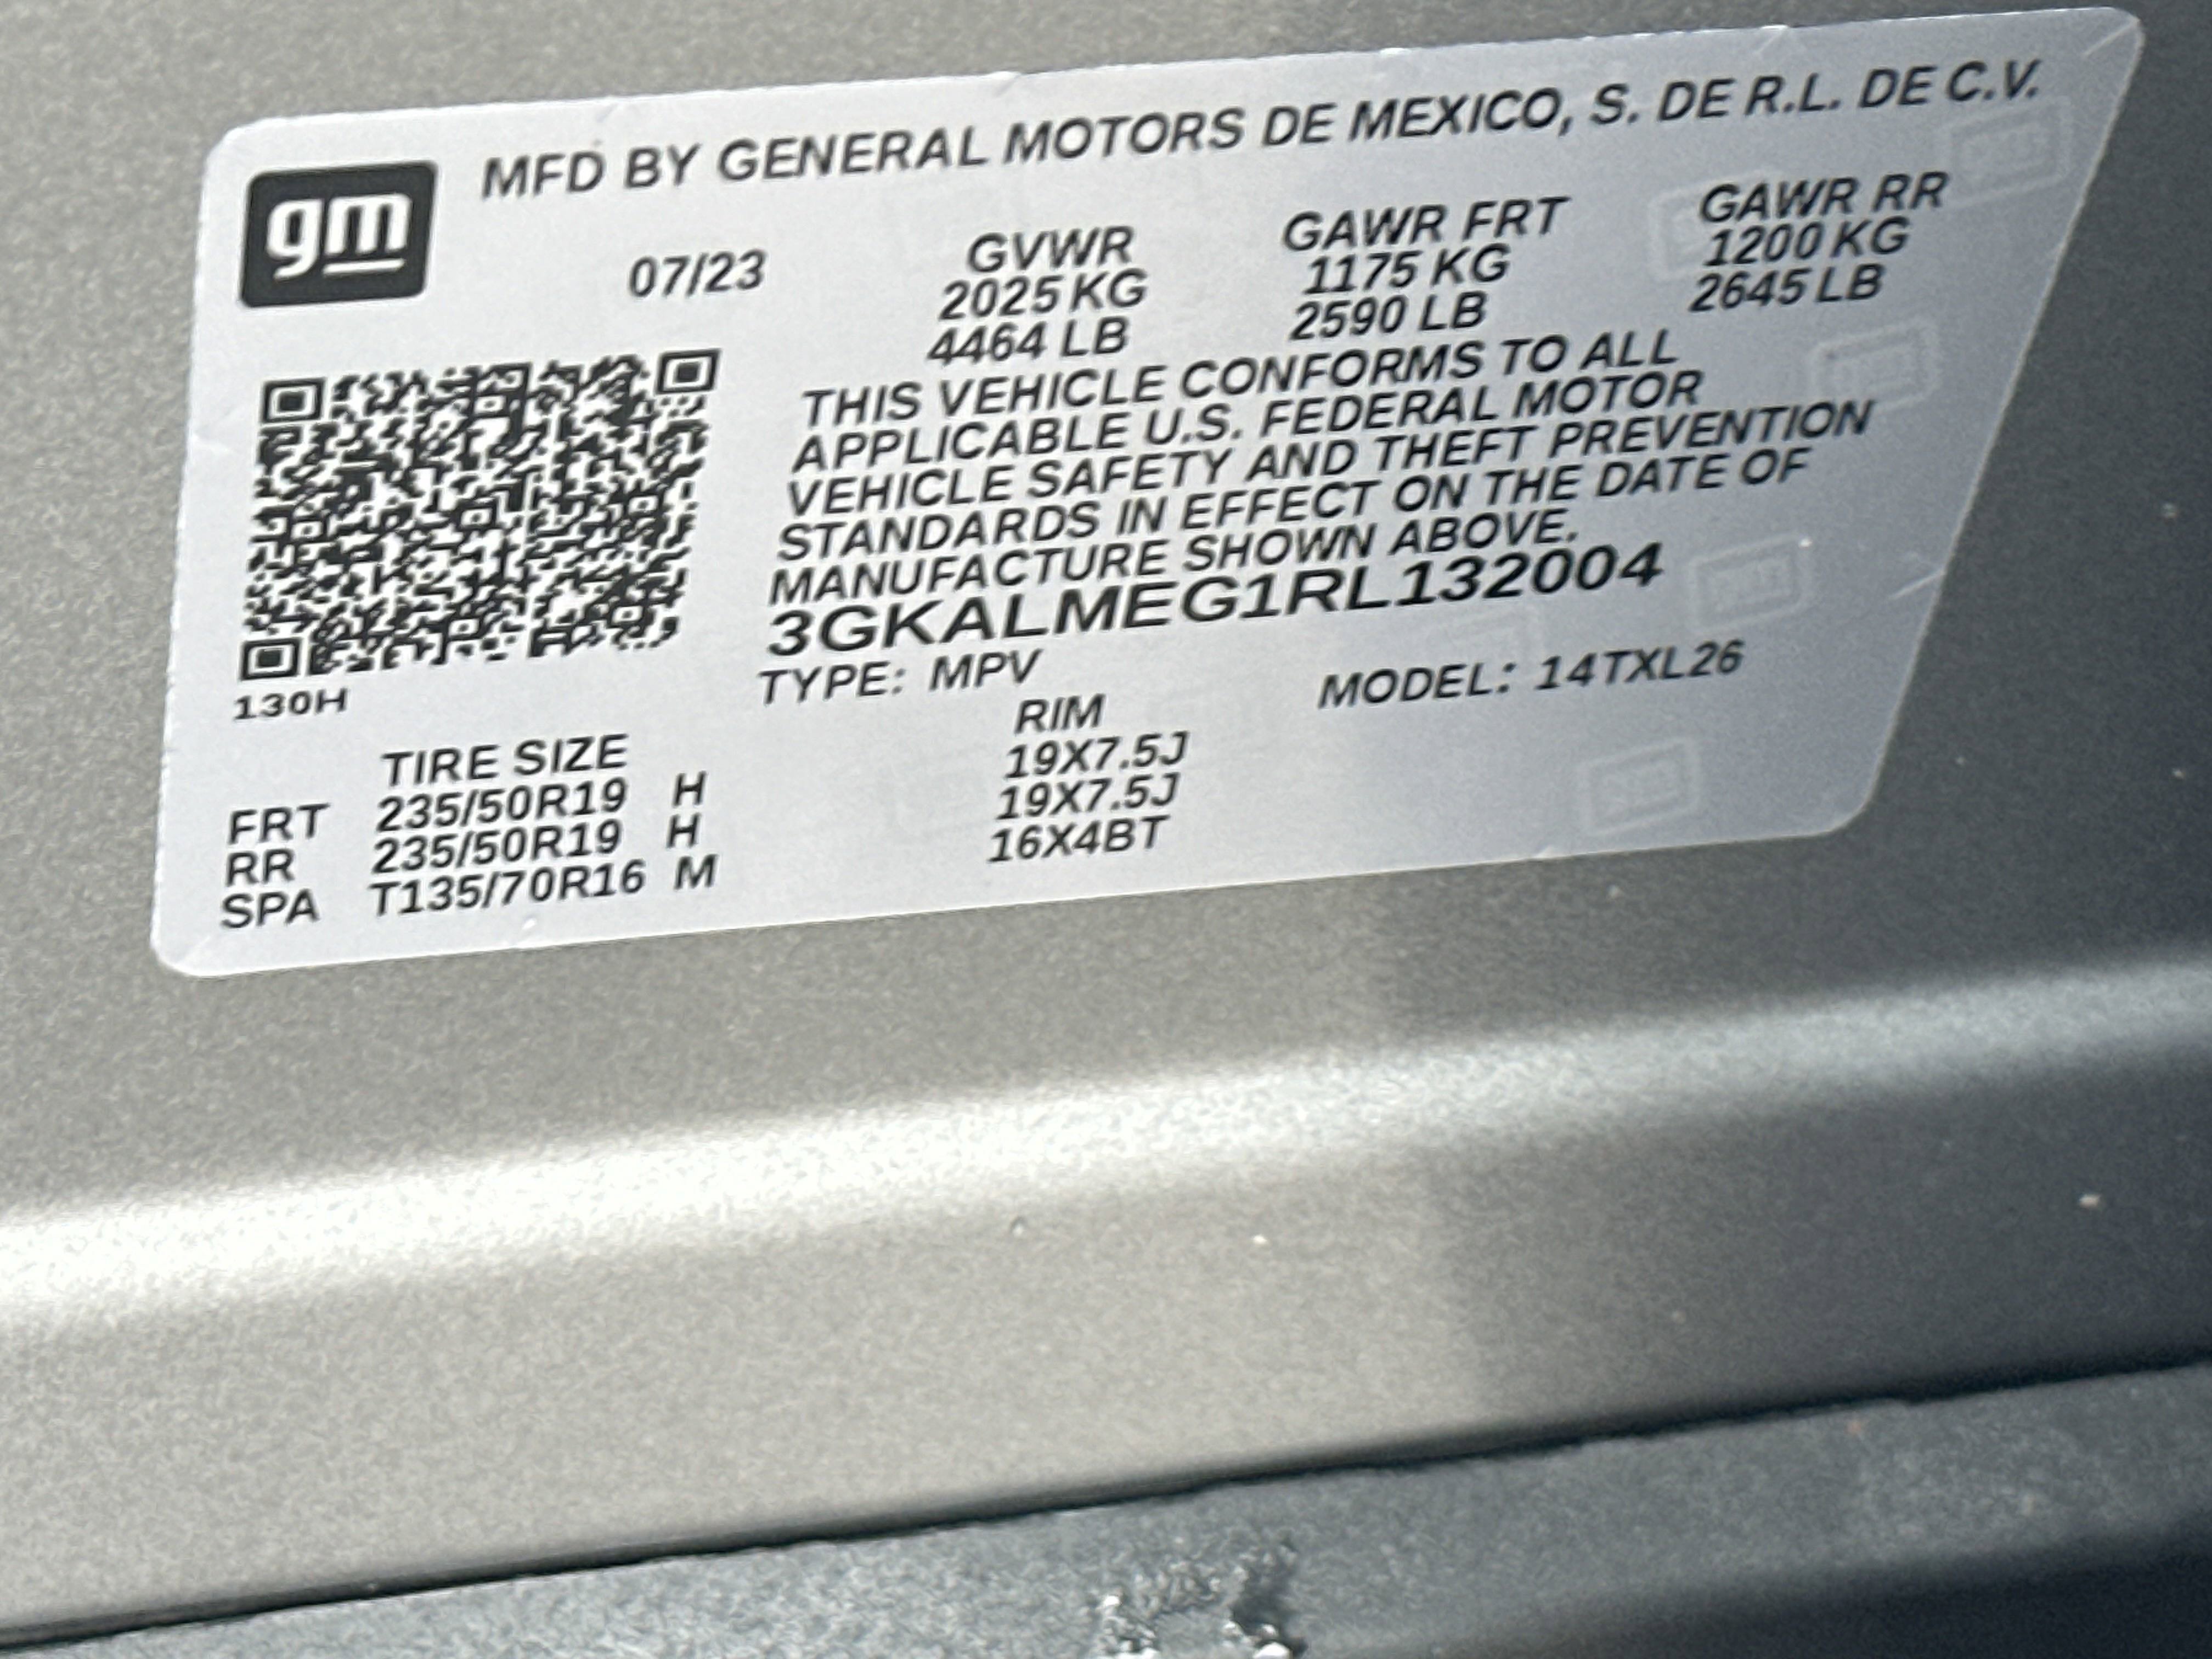 gm
MFD BY GENERAL MOTORS DE MEXICO, S. DE R.L. DE C.V.
07/23
GVWR GAWR FRT GAWR RR
2025 KG 1175 KG 1200 KG
4464 LB 2590 LB 2645 LB
THIS VEHICLE CONFORMS TO ALL
APPLICABLE U.S. FEDERAL MOTOR
VEHICLE SAFETY AND THEFT PREVENTION
STANDARDS IN EFFECT ON THE DATE OF
MANUFACTURE SHOWN ABOVE.
3GKALMEG1RL132004
130H
TYPE: MPV MODEL: 14TXL26
TIRE SIZE RIM
FRT 235/50R19 H 19X7.5J
RR 235/50R19 H 19X7.5J
SPA T135/70R16 M 16X4BT